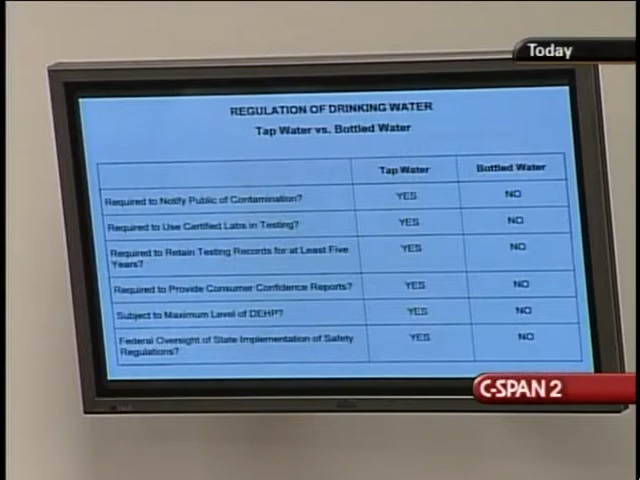 Today
REGULATION OF DRINKING WATER
Tap Water vs. Bottled Water
Tap Water Bottled Water
Required to Notify Public of Contamination? YES NO
Required to Use Certified Labs in Testing? YES NO
Required to Retain Testing Records for at Least Five
Years? YES NO
Required to Provide Consumer Confidence Reports? YES NO
Subject to Maximum Level of DEHP? YES NO
Federal Oversight of State Implementation of Safety
Regulations? YES NO
C-SPAN 2